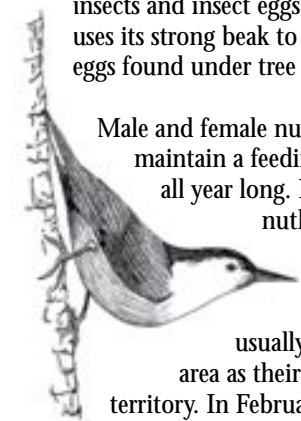 insects and insect eggs
uses its strong beak to
eggs found under tree
Male and female nu
maintain a feedi
all year long.
nuth
usually
area as their
territory. In Februa